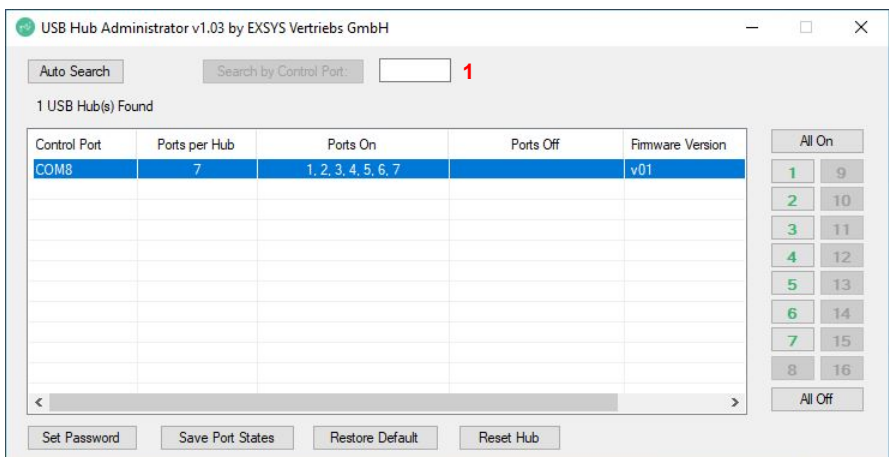 USB Hub Administrator v1.03 by EXSYS Vertriebs GmbH
Auto Search Search by Control Port: 1
1 USB Hub(s) Found
Control Port Ports per Hub Ports On Ports Off Firmware Version
COM8 7 1, 2, 3, 4, 5, 6, 7 v01
All On
1 9
2 10
3 11
4 12
5 13
6 14
7 15
8 16
All Off
Set Password Save Port States Restore Default Reset Hub